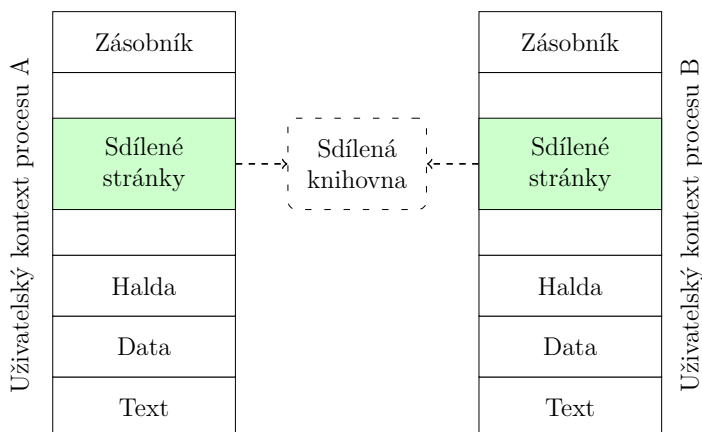 Uživatelský kontext procesu A
Zásobník
Sdílené
stránky
Halda
Data
Text
Sdílená
knihovna
Zásobník
Sdílené
stránky
Halda
Data
Text
Uživatelský kontext procesu B